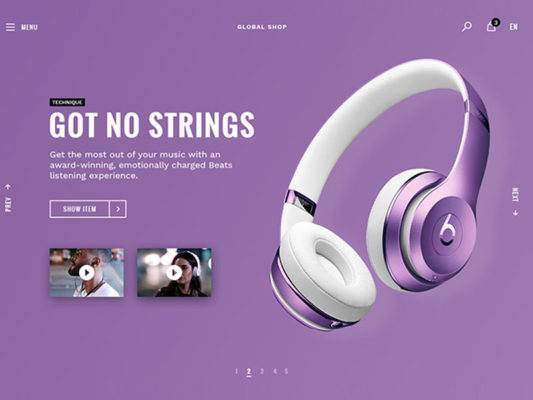 MENU
GLOBAL SHOP
3
EN
TECHNIQUE
GOT NO STRINGS
Get the most out of your music with an
award-winning, emotionally charged Beats
listening experience.
PREV
NEXT
SHOW ITEM
1 2 3 4 5